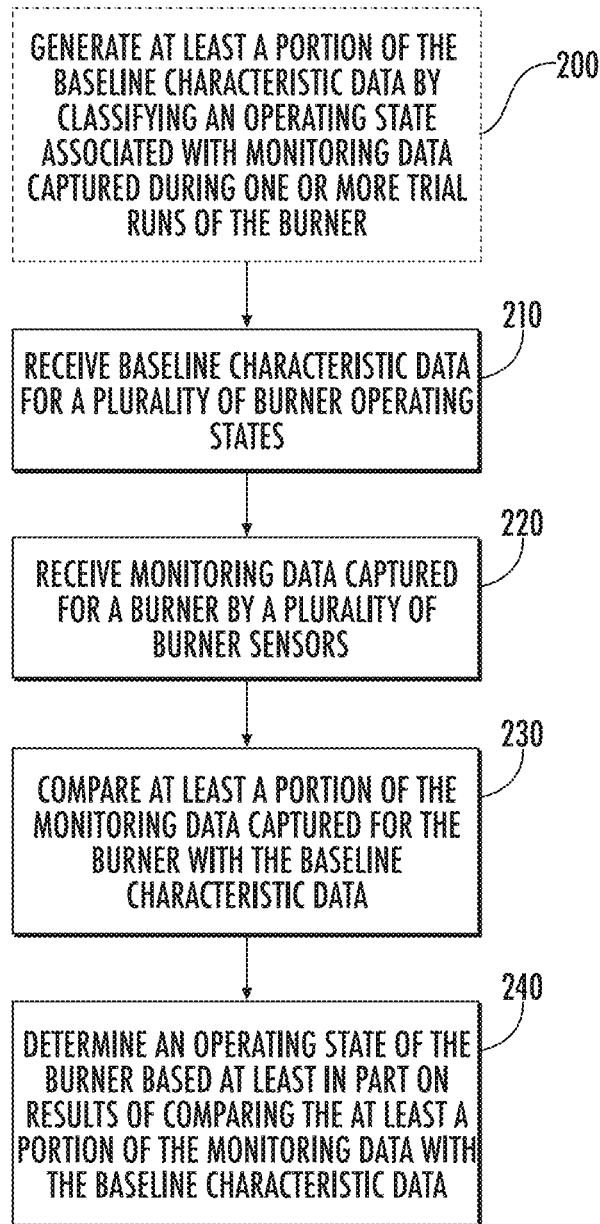 GENERATE AT LEAST A PORTION OF THE
BASELINE CHARACTERISTIC DATA BY
CLASSIFYING AN OPERATING STATE
ASSOCIATED WITH MONITORING DATA
CAPTURED DURING ONE OR MORE TRIAL
RUNS OF THE BURNER
200
210
RECEIVE BASELINE CHARACTERISTIC DATA
FOR A PLURALITY OF BURNER OPERATING
STATES
220
RECEIVE MONITORING DATA CAPTURED
FOR A BURNER BY A PLURALITY OF
BURNER SENSORS
230
COMPARE AT LEAST A PORTION OF THE
MONITORING DATA CAPTURED FOR THE
BURNER WITH THE BASELINE
CHARACTERISTIC DATA
240
DETERMINE AN OPERATING STATE OF THE
BURNER BASED AT LEAST IN PART ON
RESULTS OF COMPARING THE AT LEAST A
PORTION OF THE MONITORING DATA WITH
THE BASELINE CHARACTERISTIC DATA